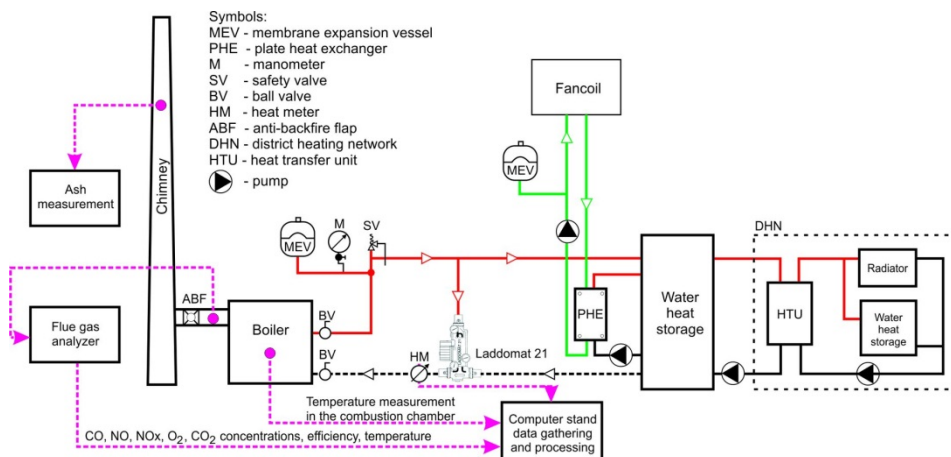 Symbols:
MEV - membrane expansion vessel
PHE - plate heat exchanger
M - manometer
SV - safety valve
BV - ball valve
HM - heat meter
ABF - anti-backfire flap
DHN - district heating network
HTU - heat transfer unit
- pump
Chimney
Ash
measurement
Fancoil
MEV
MEV
M
SV
DHN
ABF
Flue gas
analyzer
Boiler
BV
BV
HM
Laddomat 21
PHE
Water
heat
storage
HTU
Radiator
Water
heat
storage
Temperature measurement
in the combustion chamber
Computer stand
data gathering
and processing
CO, NO, NOx, O2, CO2 concentrations, efficiency, temperature